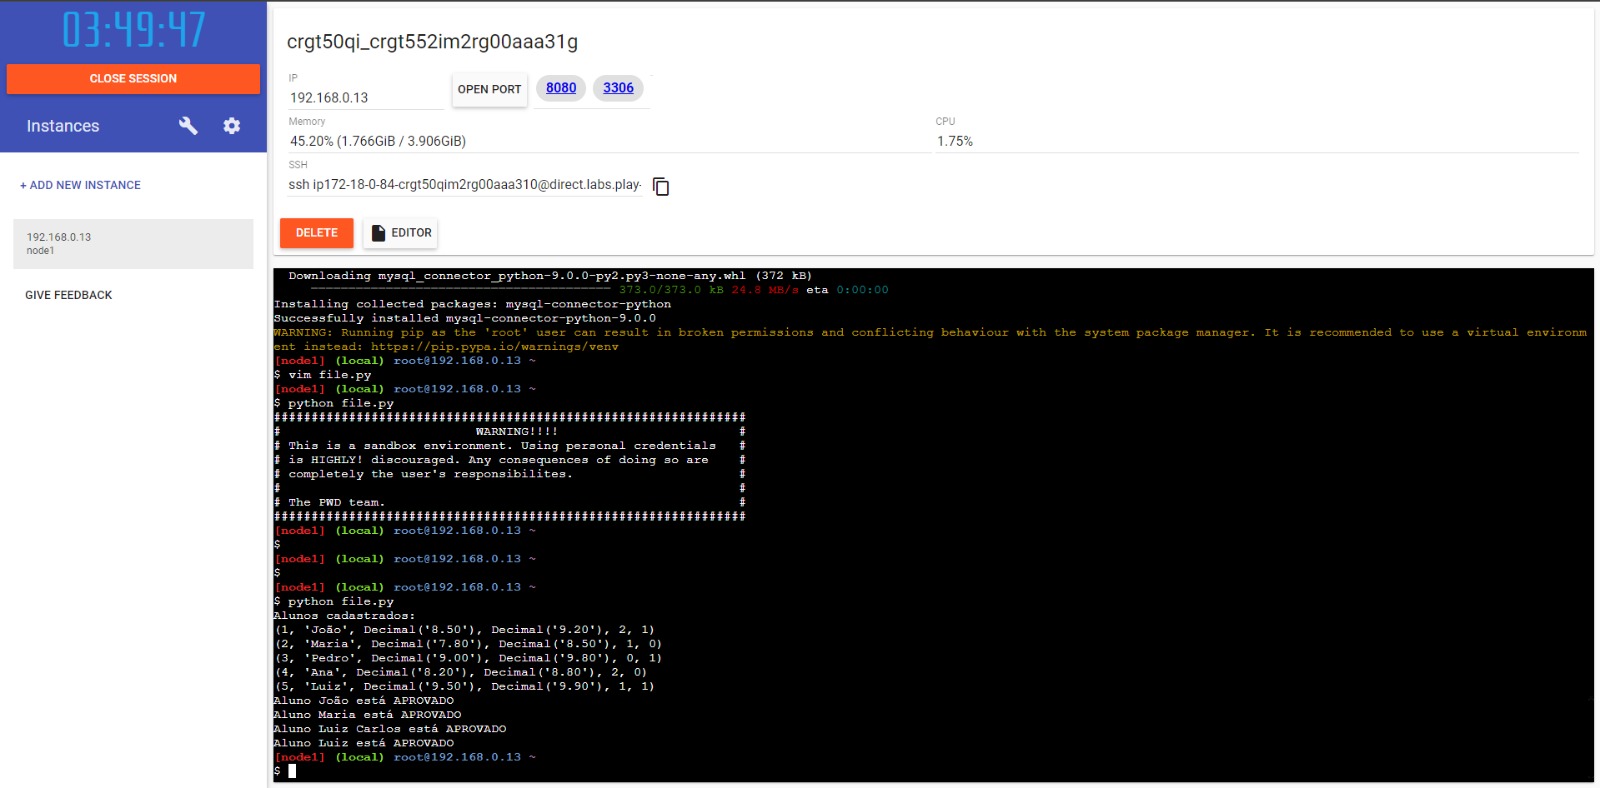 03:49:47
CLOSE SESSION
Instances
+ ADD NEW INSTANCE
192.168.0.13
node1
GIVE FEEDBACK
crgt50qi_crgt552im2rg00aaa31g
IP
192.168.0.13
OPEN PORT
8080
3306
Memory
45.20% (1.766GiB / 3.906GiB)
CPU
1.75%
SSH
ssh ip172-18-0-84-crgt50qim2rg00aaa310@direct.labs.play-
DELETE
EDITOR
Downloading mysql_connector_python-9.0.0-py2.py3-none-any.whl (372 kB)
373.0/373.0 kB 24.8 MB/s eta 0:00:00
Installing collected packages: mysql-connector-python
Successfully installed mysql-connector-python-9.0.0
WARNING: Running pip as the 'root' user can result in broken permissions and conflicting behaviour with the system package manager. It is recommended to use a virtual environm
ent instead: https://pip.pypa.io/warnings/venv
[node1] (local) root@192.168.0.13 ~
$ vim file.py
[node1] (local) root@192.168.0.13 ~
$ python file.py
###############################################################
#                          WARNING!!!!                        #
# This is a sandbox environment. Using personal credentials   #
# is HIGHLY! discouraged. Any consequences of doing so are    #
# completely the user's responsibilites.                      #
#                                                             #
# The PWD team.                                               #
###############################################################
[node1] (local) root@192.168.0.13 ~
$
[node1] (local) root@192.168.0.13 ~
$
[node1] (local) root@192.168.0.13 ~
$ python file.py
Alunos cadastrados:
(1, 'João', Decimal('8.50'), Decimal('9.20'), 2, 1)
(2, 'Maria', Decimal('7.80'), Decimal('8.50'), 1, 0)
(3, 'Pedro', Decimal('9.00'), Decimal('9.80'), 0, 1)
(4, 'Ana', Decimal('8.20'), Decimal('8.80'), 2, 0)
(5, 'Luiz', Decimal('9.50'), Decimal('9.90'), 1, 1)
Aluno João está APROVADO
Aluno Maria está APROVADO
Aluno Luiz Carlos está APROVADO
Aluno Luiz está APROVADO
[node1] (local) root@192.168.0.13 ~
$